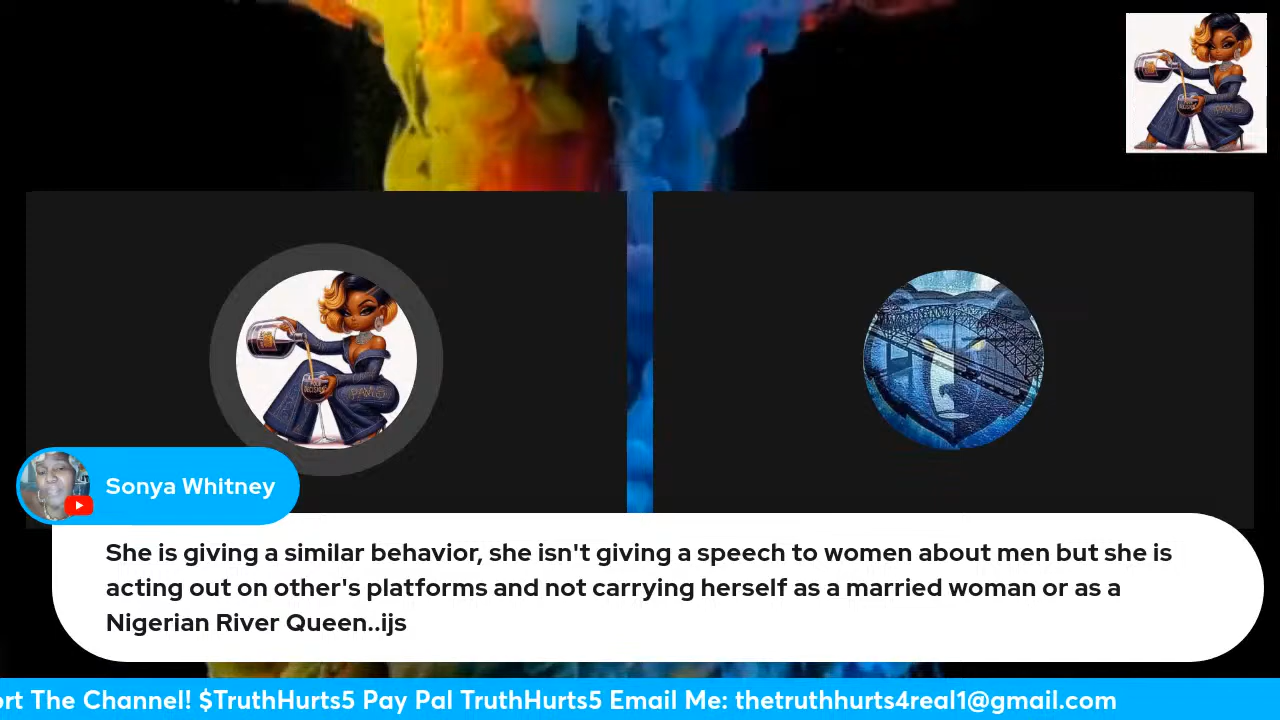 Sonya Whitney
She is giving a similar behavior, she isn't giving a speech to women about men but she is
acting out on other's platforms and not carrying herself as a married woman or as a
Nigerian River Queen..ijs
The Channel! $TruthHurts5 Pay Pal TruthHurts5 Email Me: thetruthhurts4real1@gmail.com